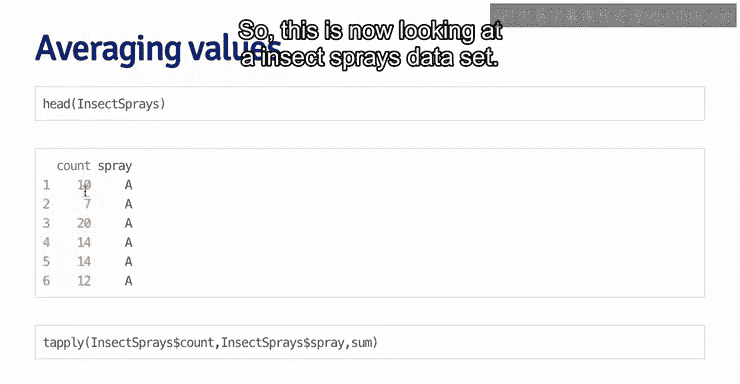 So, this is now looking at
a insect sprays data set.
Averaging values
head(InsectSprays)
count spray
1 10 A
2 7 A
3 20 A
4 14 A
5 14 A
6 12 A
tapply(InsectSprays$count,InsectSprays$spray,sum)